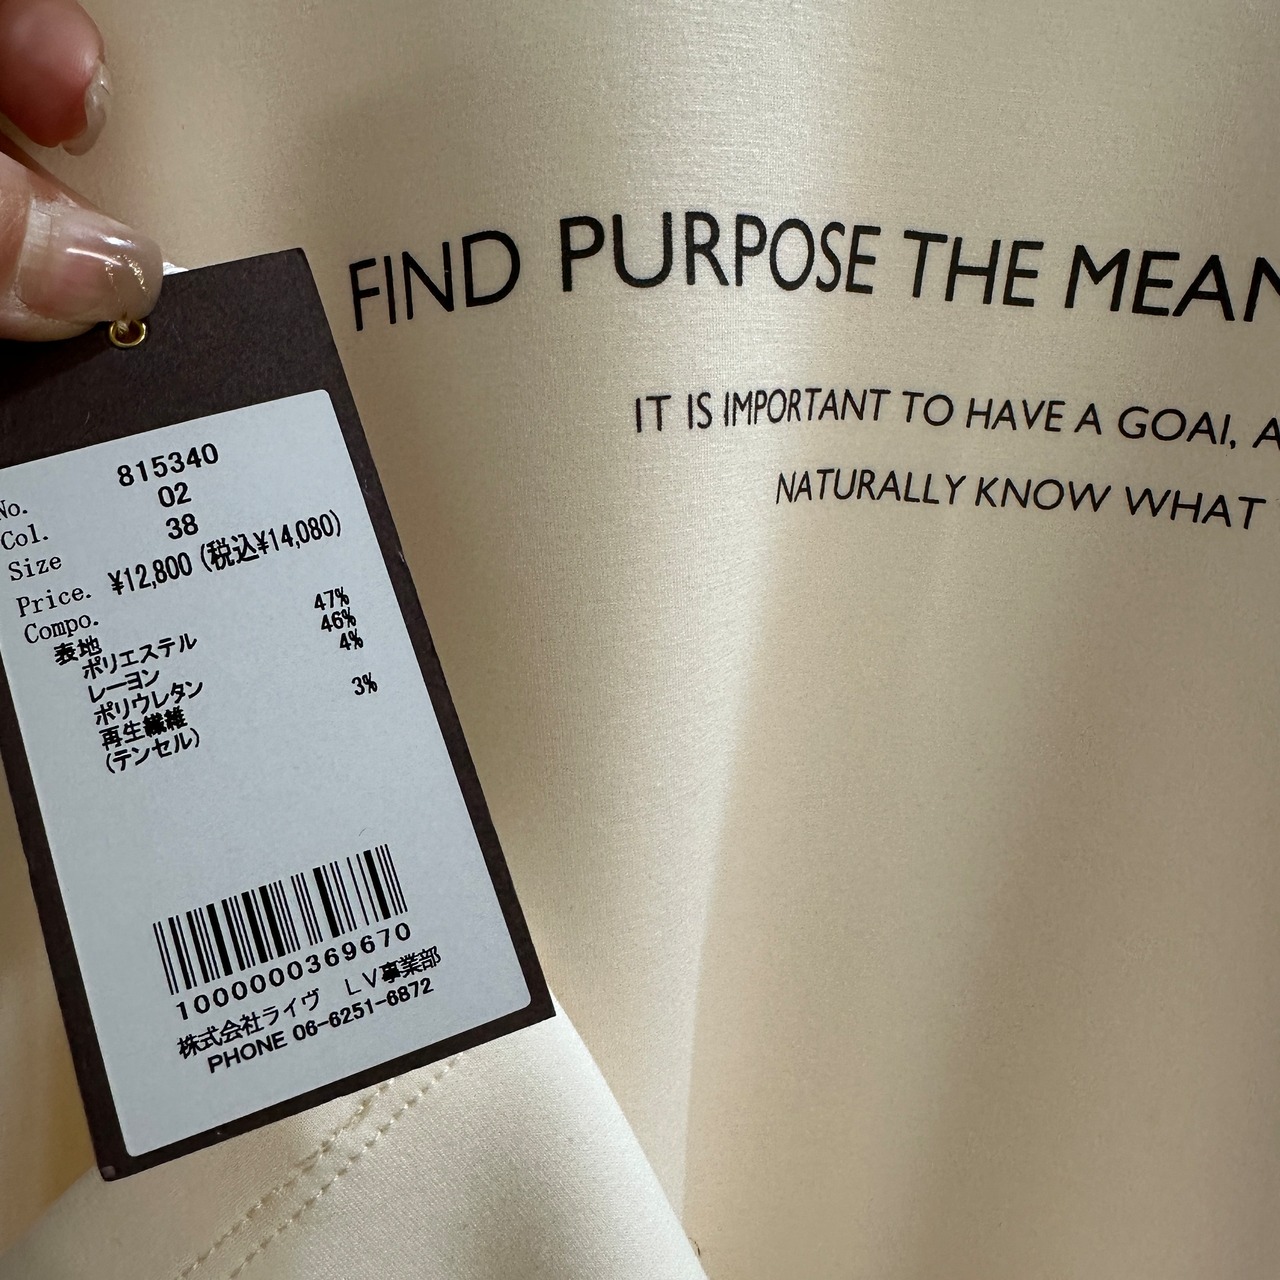 FIND PURPOSE THE MEAN
IT IS IMPORTANT TO HAVE A GOAI, A
NATURALLY KNOW WHAT
No. 815340
Col. 02
Size 38
Price. ¥12,800 (税込¥14,080)
Compo.
表地
ポリエステル 47%
レーヨン 46%
ポリウレタン 4%
再生繊維
(テンセル) 3%
1000000369670
株式会社ライヴ LV事業部
PHONE 06-6251-6872